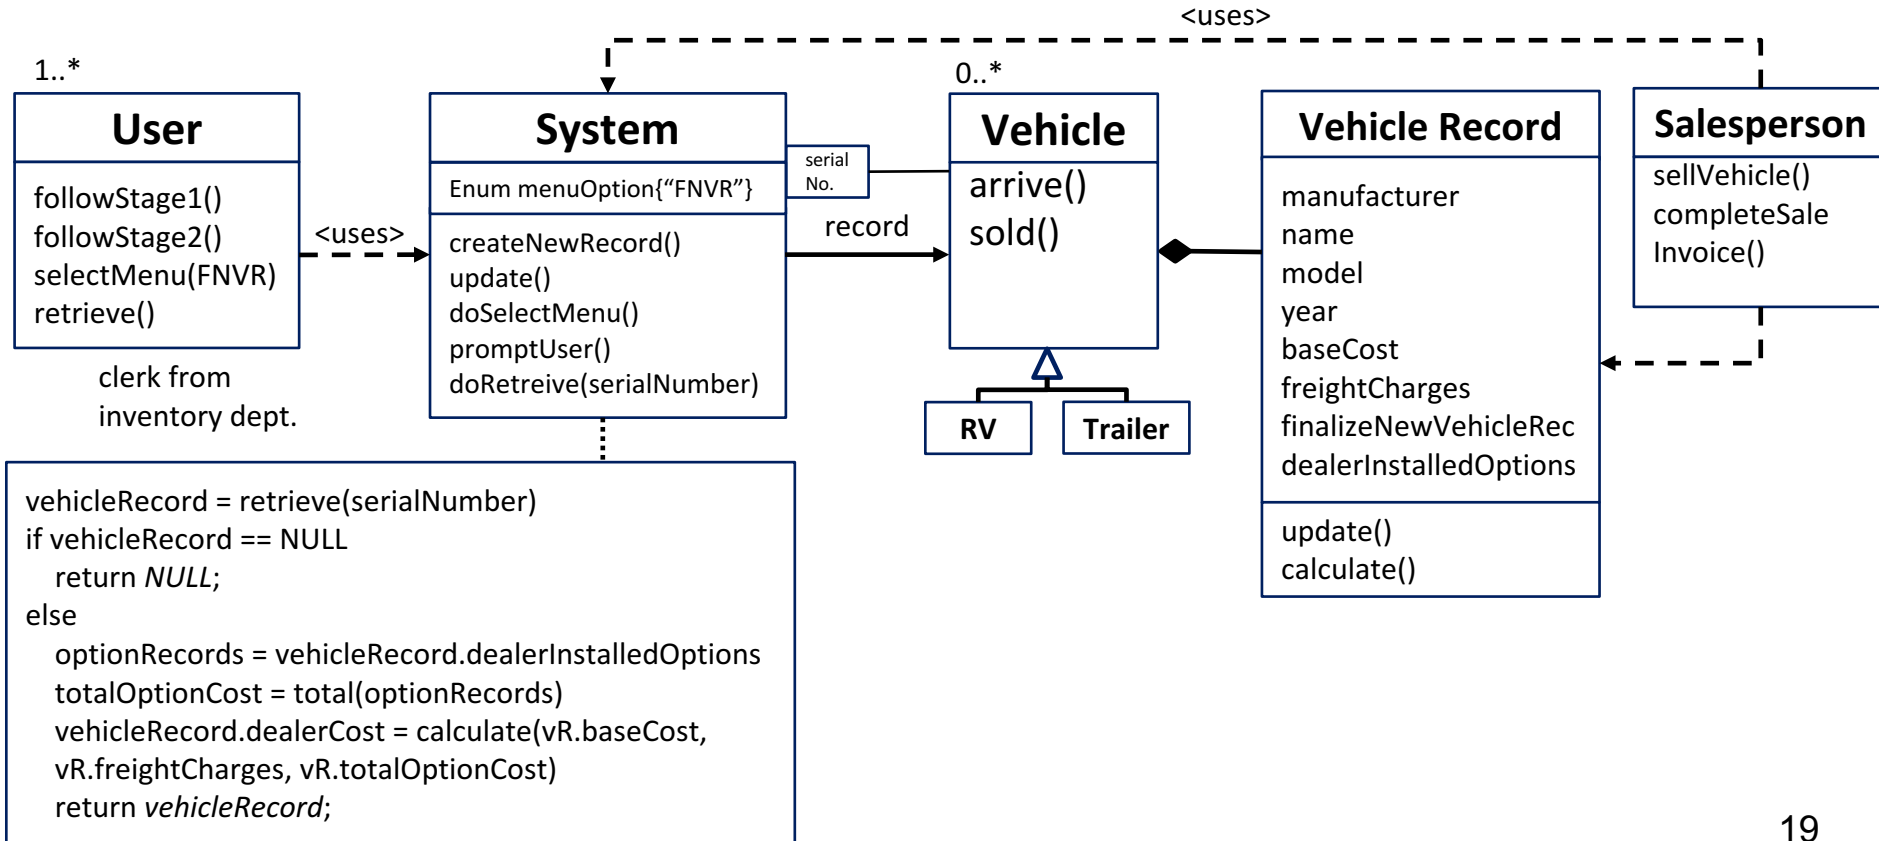 <uses>
1..*
User
followStage1()
followStage2()
selectMenu(FNVR)
retrieve()
clerk from
inventory dept.
<uses>
System
Enum menuOption{“FNVR”}
createNewRecord()
update()
doSelectMenu()
promptUser()
doRetreive(serialNumber)
serial
No.
record
0..*
Vehicle
arrive()
sold()
RV
Trailer
Vehicle Record
manufacturer
name
model
year
baseCost
freightCharges
finalizeNewVehicleRec
dealerInstalledOptions
update()
calculate()
Salesperson
sellVehicle()
completeSale
Invoice()
vehicleRecord = retrieve(serialNumber)
if vehicleRecord == NULL
return NULL;
else
optionRecords = vehicleRecord.dealerInstalledOptions
totalOptionCost = total(optionRecords)
vehicleRecord.dealerCost = calculate(vR.baseCost,
vR.freightCharges, vR.totalOptionCost)
return vehicleRecord;
19